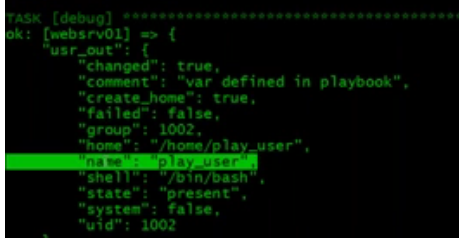 TASK [debug] ******************************************
ok: [websrv01] => {
    "usr_out": {
        "changed": true,
        "comment": "var defined in playbook",
        "create_home": true,
        "failed": false,
        "group": 1002,
        "home": "/home/play_user",
        "name": "play_user",
        "shell": "/bin/bash",
        "state": "present",
        "system": false,
        "uid": 1002
    }